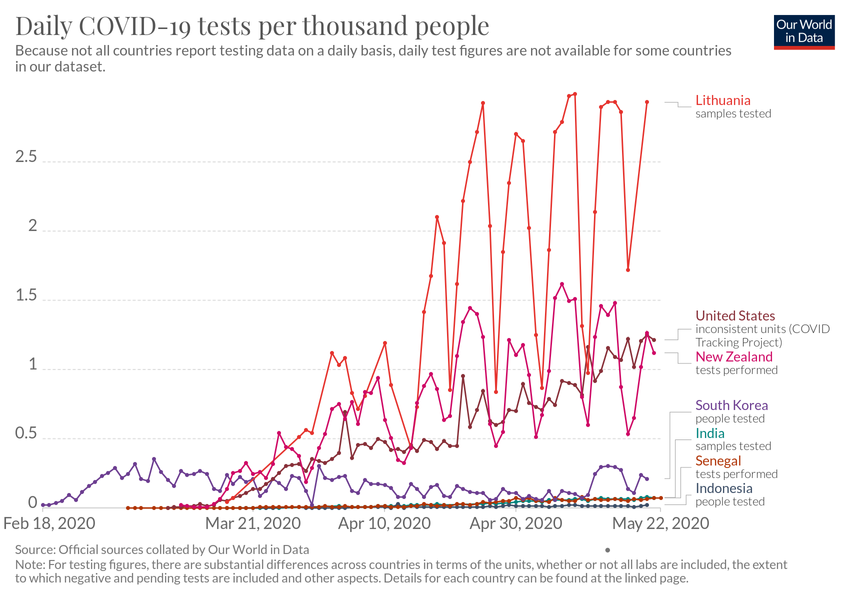 Daily COVID-19 tests per thousand people
Our World
in Data
Because not all countries report testing data on a daily basis, daily test figures are not available for some countries
in our dataset.
Lithuania
samples tested
2.5
2
1.5
1
0.5
0
United States
inconsistent units (COVID
Tracking Project)
New Zealand
tests performed
South Korea
people tested
India
samples tested
Senegal
tests performed
Indonesia
people tested
Feb 18, 2020
Mar 21, 2020
Apr 10, 2020
Apr 30, 2020
May 22, 2020
Source: Official sources collated by Our World in Data
Note: For testing figures, there are substantial differences across countries in terms of the units, whether or not all labs are included, the extent
to which negative and pending tests are included and other aspects. Details for each country can be found at the linked page.